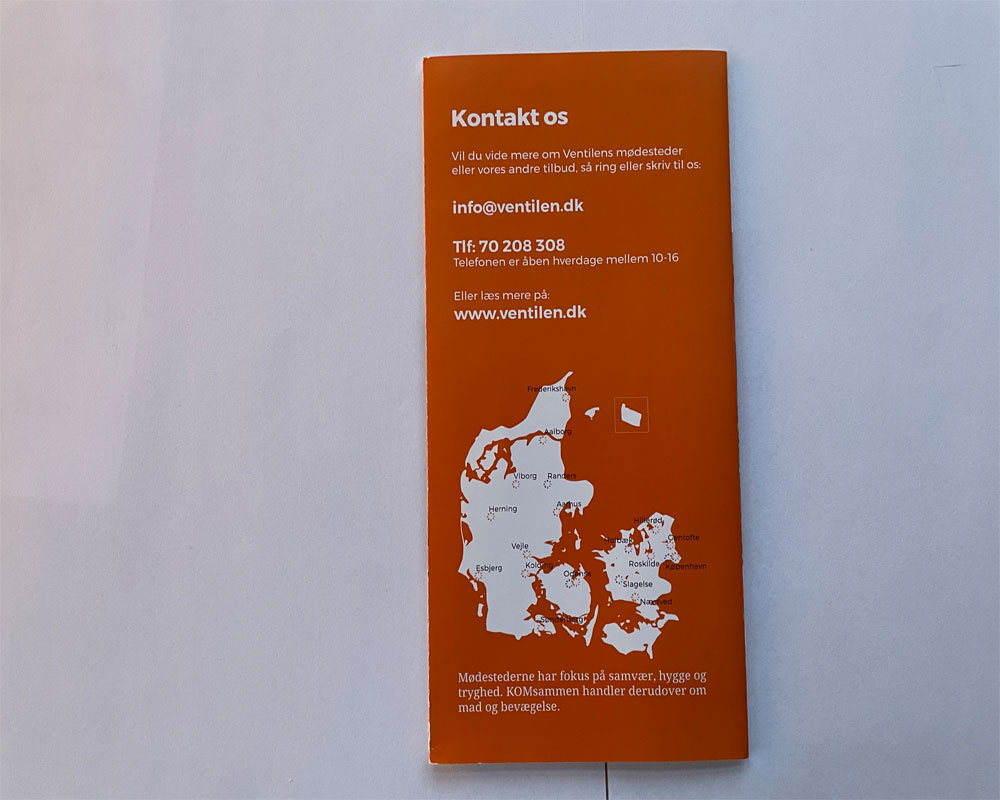 Kontakt os
Vil du vide mere om Ventilens mødesteder
eller vores andre tilbud, så ring eller skriv til os:
info@ventilen.dk
Tlf: 70 208 308
Telefonen er åben hverdage mellem 10-16
Eller læs mere på:
www.ventilen.dk
Frederikshavn
Aalborg
Viborg
Randers
Aarhus
Herning
Hillerød
Gentofte
Holbæk
Vejle
Roskilde
København
Esbjerg
Kolding
Odense
Slagelse
Næstved
Sønderborg
Mødestederne har fokus på samvær, hygge og
tryghed. KOMsammen handler derudover om
mad og bevægelse.